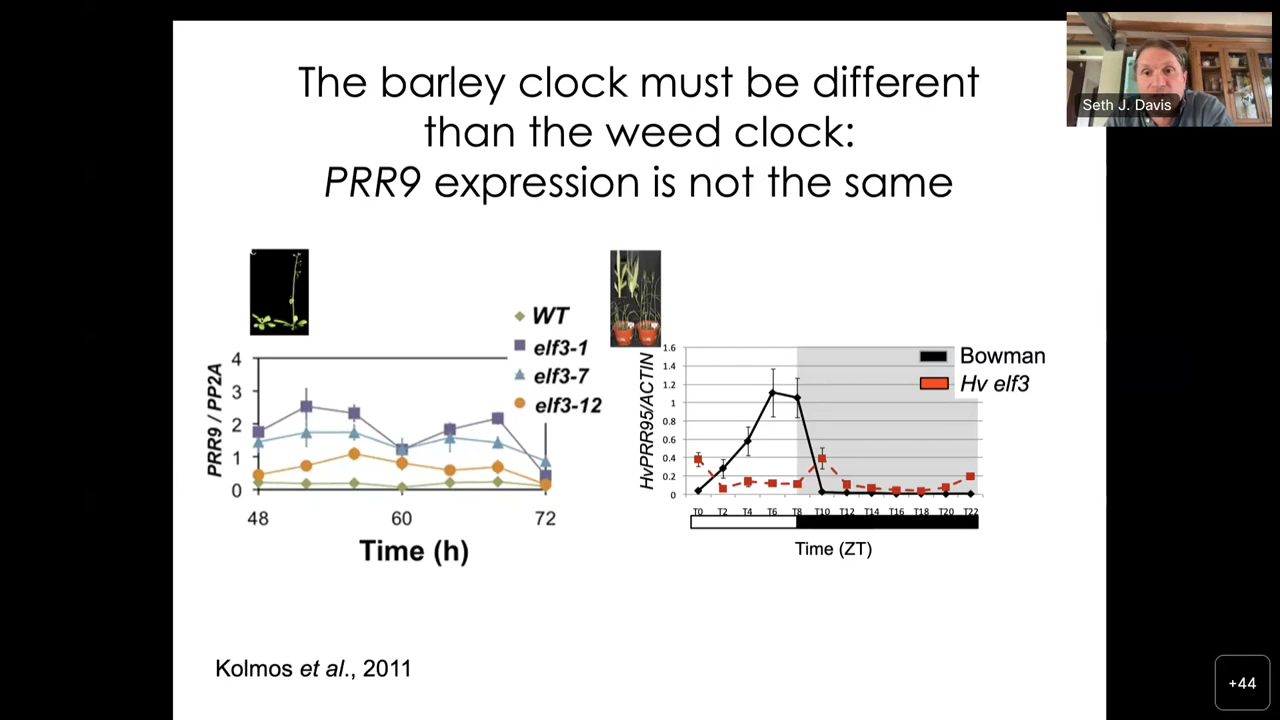 The barley clock must be different
than the weed clock:
PRR9 expression is not the same
Seth J. Davis
WT
elf3-1
elf3-7
elf3-12
PRR9 / PP2A
4
3
2
1
0
48
60
72
Time (h)
HvPRR95/ACTIN
1.6
1.4
1.2
1
0.8
0.6
0.4
0.2
0
Bowman
Hv elf3
T0 T2 T4 T6 T8 T10 T12 T14 T16 T18 T20 T22
Time (ZT)
Kolmos et al., 2011
+44